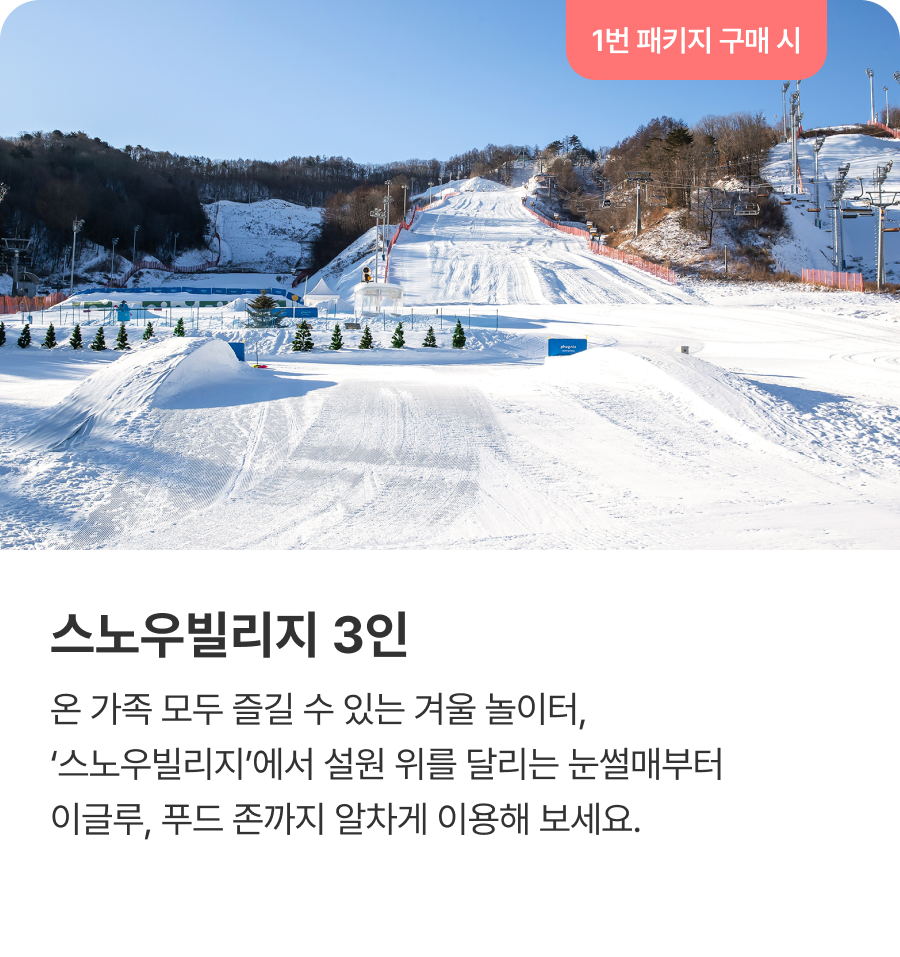 1번 패키지 구매 시
phoenix
스노우빌리지 3인
온 가족 모두 즐길 수 있는 겨울 놀이터,
‘스노우빌리지’에서 설원 위를 달리는 눈썰매부터
이글루, 푸드 존까지 알차게 이용해 보세요.